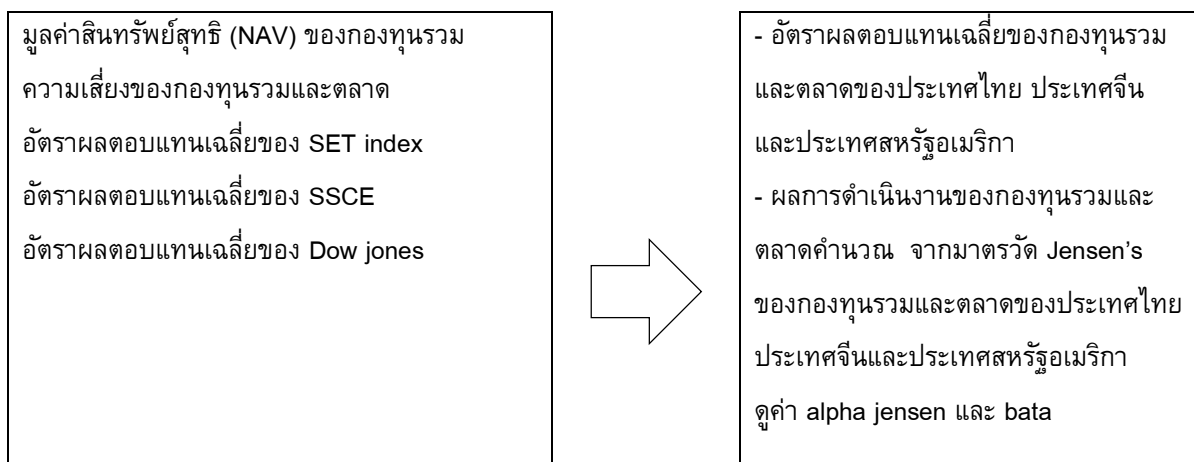 มูลค่าสินทรัพย์สุทธิ (NAV) ของกองทุนรวม
ความเสี่ยงของกองทุนรวมและตลาด
อัตราผลตอบแทนเฉลี่ยของ SET index
อัตราผลตอบแทนเฉลี่ยของ SSCE
อัตราผลตอบแทนเฉลี่ยของ Dow jones
- อัตราผลตอบแทนเฉลี่ยของกองทุนรวม
และตลาดของประเทศไทย ประเทศจีน
และประเทศสหรัฐอเมริกา
- ผลการดำเนินงานของกองทุนรวมและ
ตลาดคำนวณ จากมาตรวัด Jensen's
ของกองทุนรวมและตลาดของประเทศไทย
ประเทศจีนและประเทศสหรัฐอเมริกา
ดูค่า alpha jensen และ bata